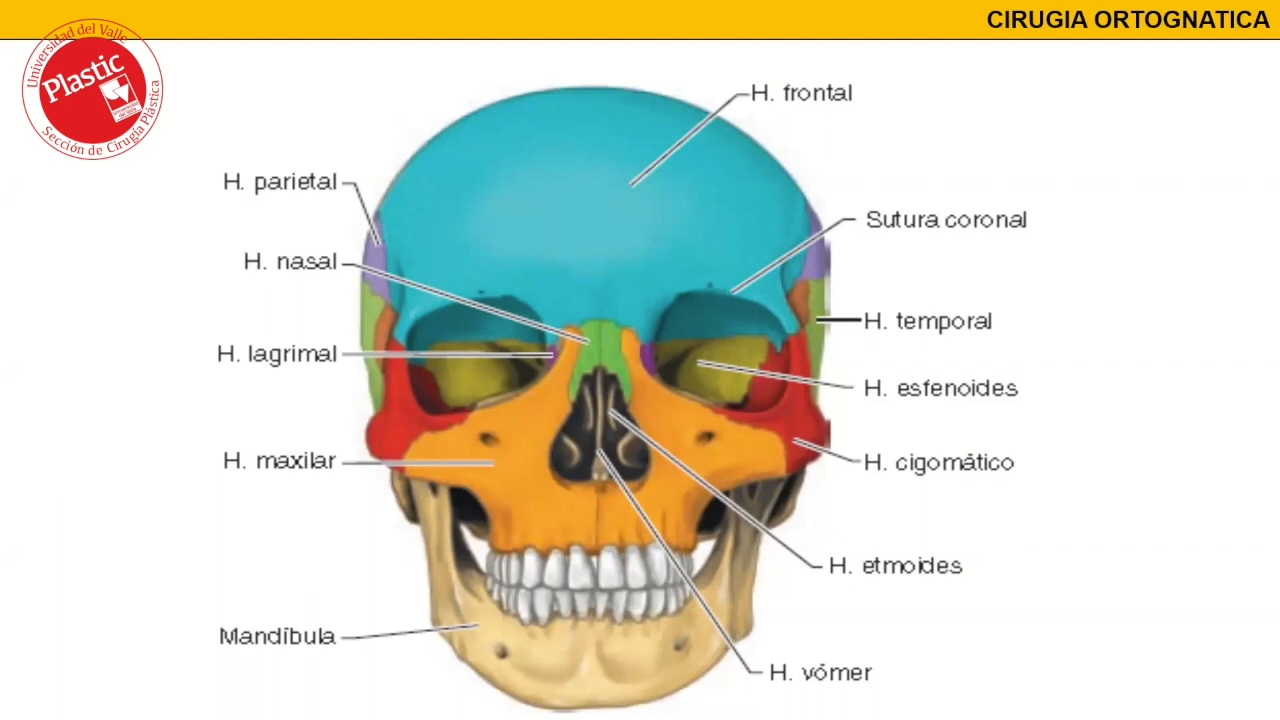 CIRUGIA ORTOGNATICA
Universidad del Valle
Plastic
Sección de Cirugía Plástica
H. frontal
H. parietal
Sutura coronal
H. nasal
H. temporal
H. lagrimal
H. esfenoides
H. maxilar
H. cigomático
H. etmoides
Mandíbula
H. vómer